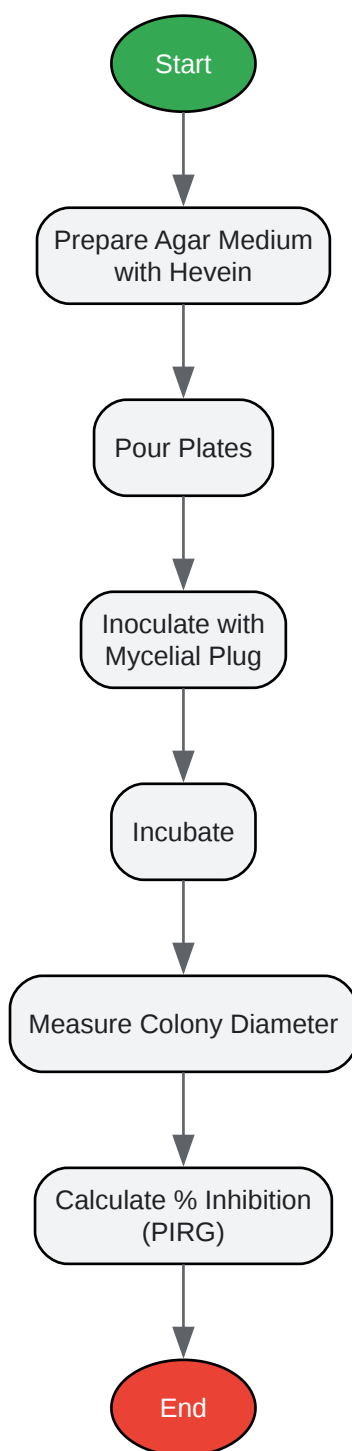 Start
Prepare Agar Medium
with Hevein
Pour Plates
Inoculate with
Mycelial Plug
Incubate
Measure Colony Diameter
Calculate % Inhibition
(PIRG)
End